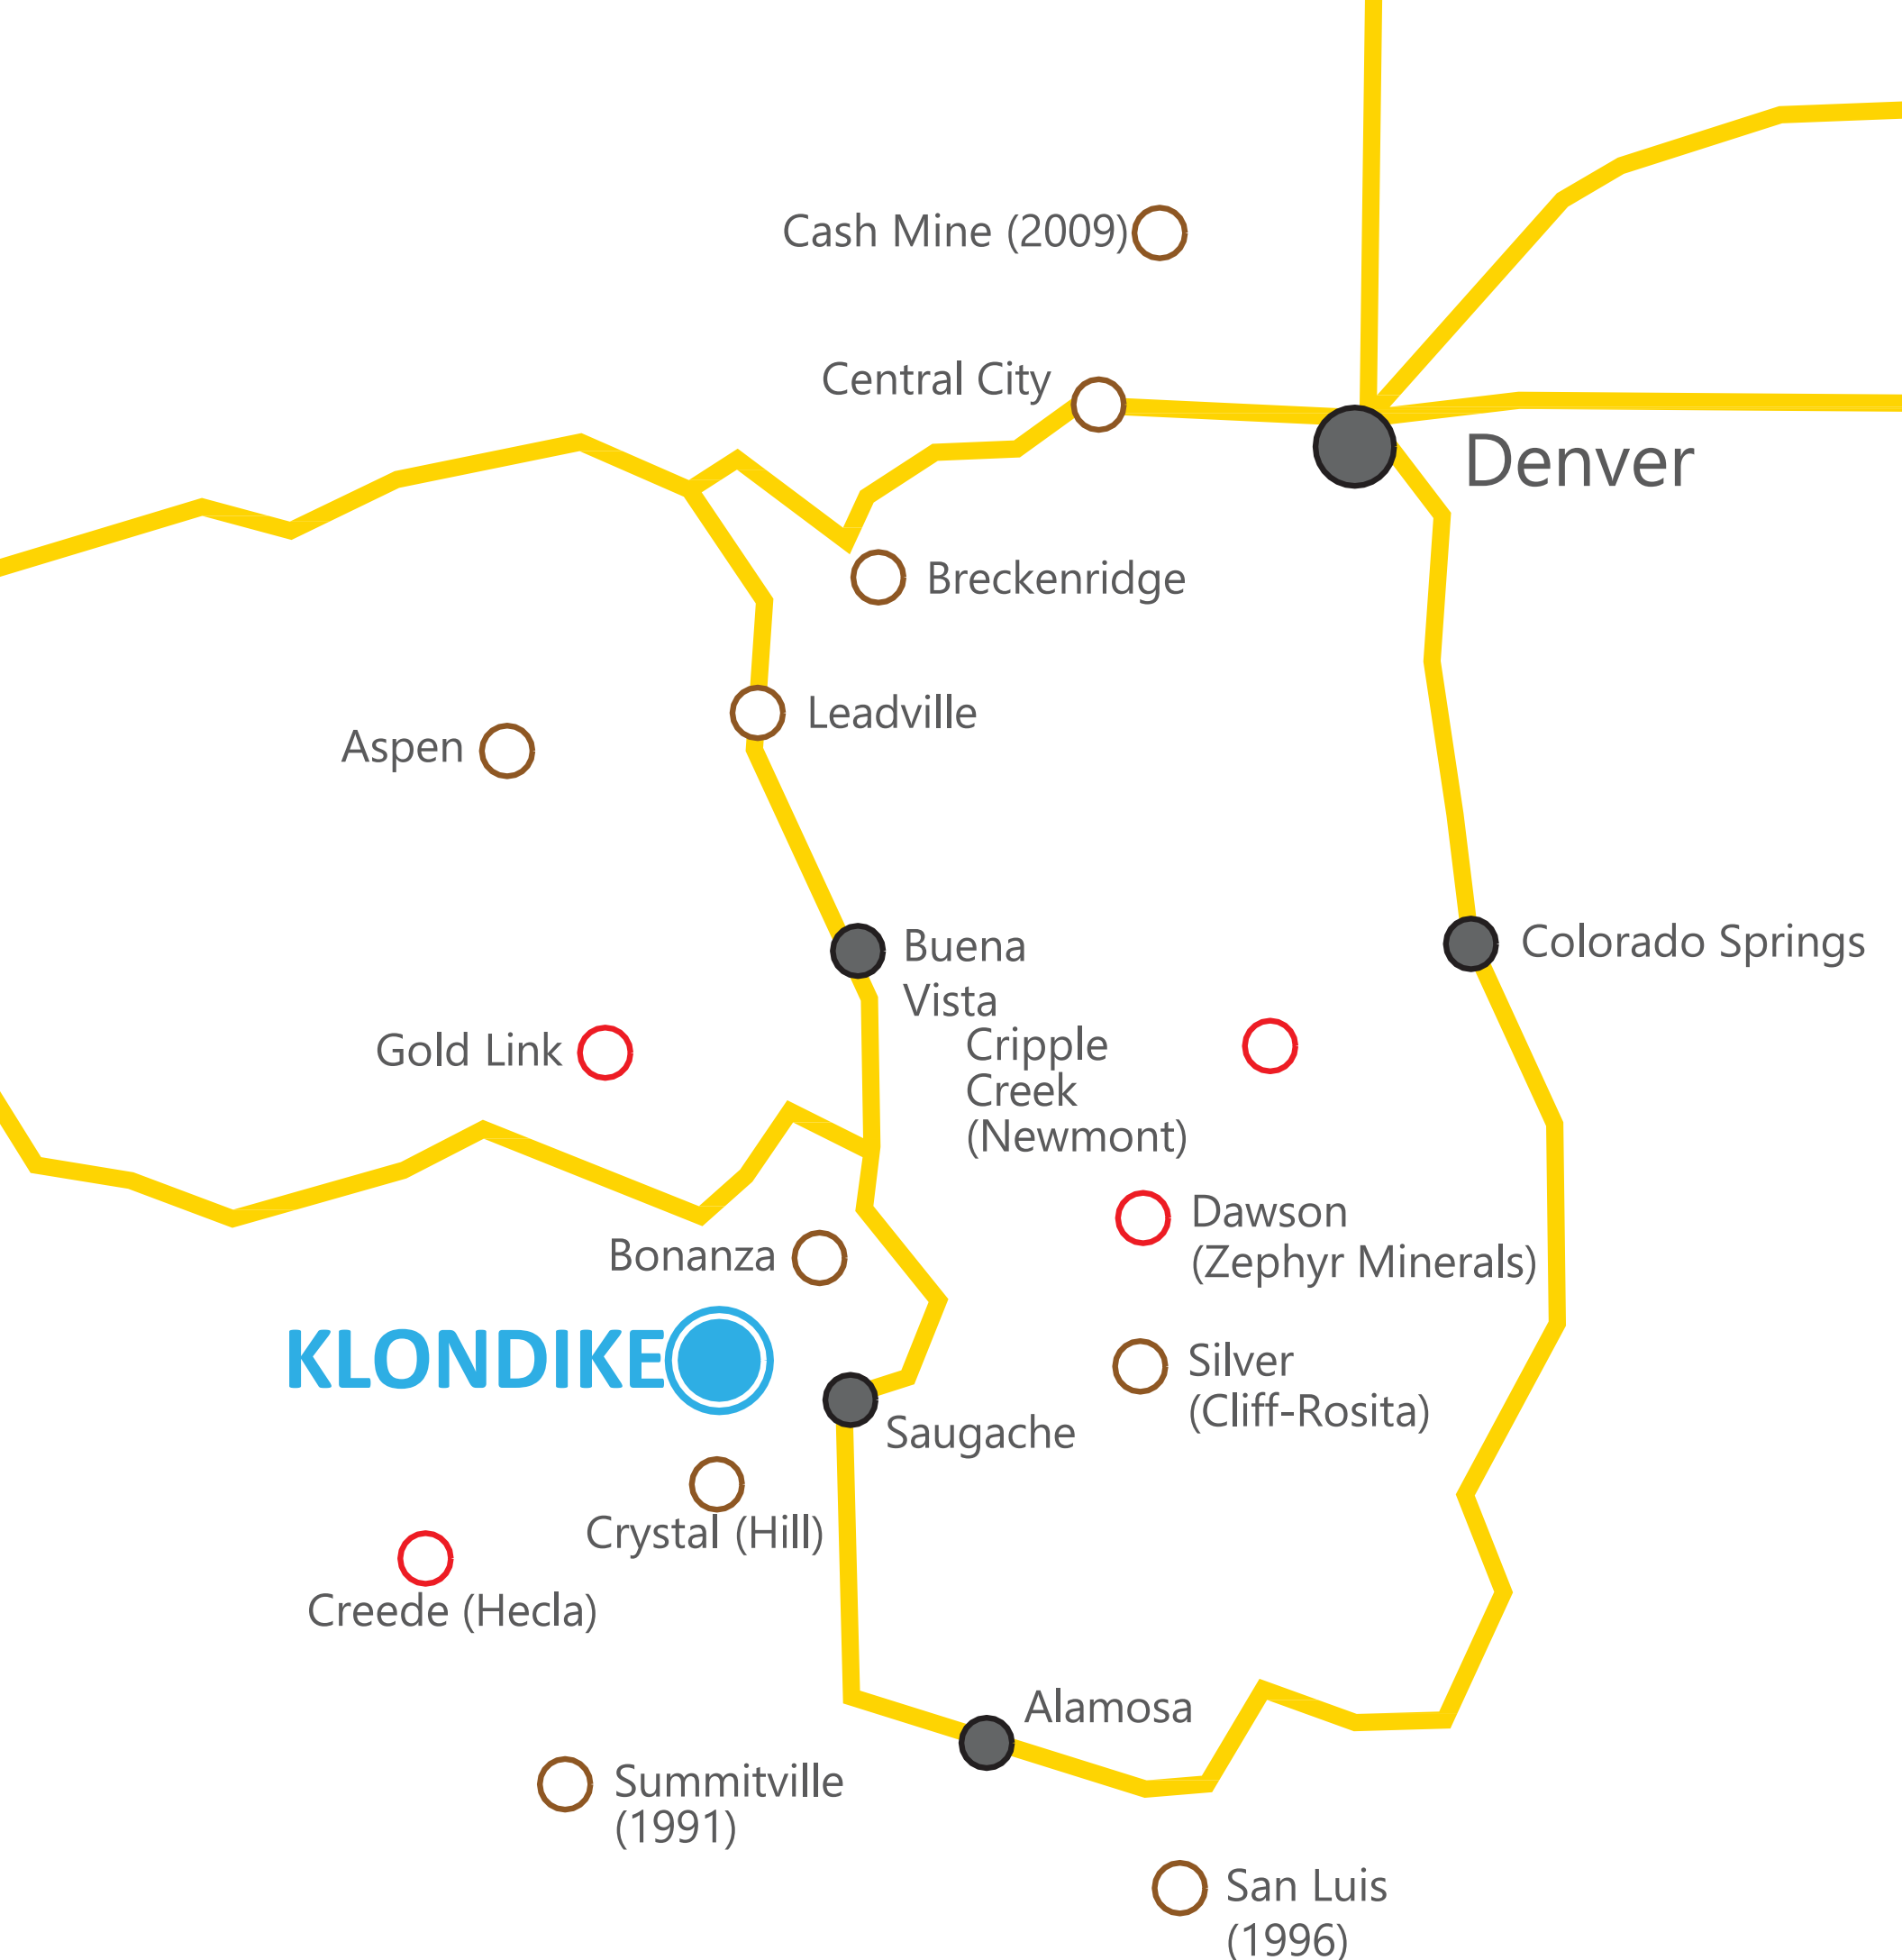 Cash Mine (2009)
Central City
Denver
Breckenridge
Leadville
Aspen
Buena
Vista
Colorado Springs
Gold Link
Cripple
Creek
(Newmont)
Dawson
(Zephyr Minerals)
Bonanza
KLONDIKE
Silver
(Cliff-Rosita)
Saugache
Crystal (Hill)
Creede (Hecla)
Alamosa
Summitville
(1991)
San Luis
(1996)